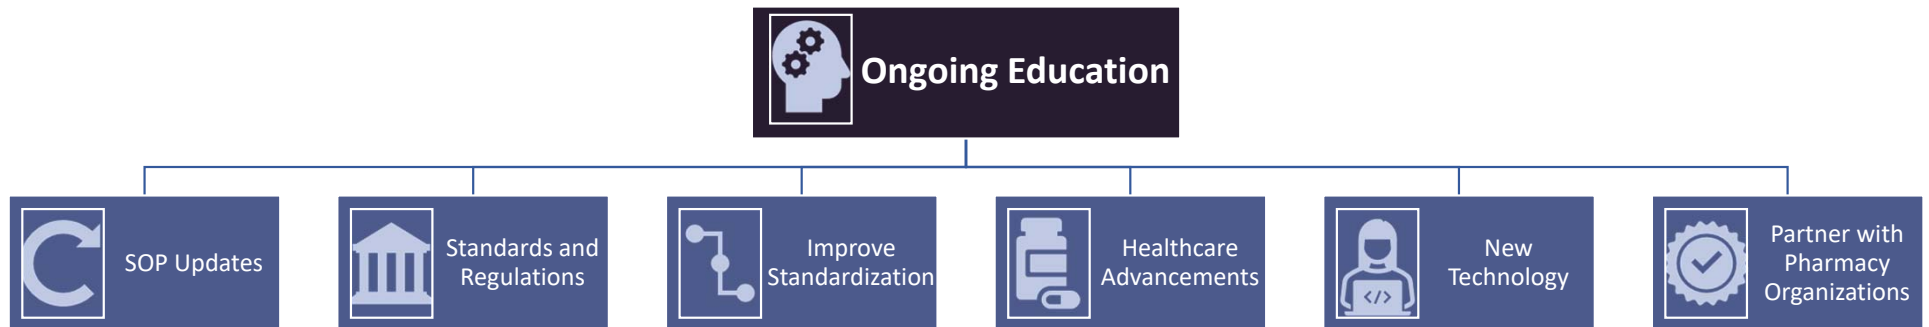 Ongoing Education
SOP Updates
Standards and
Regulations
Improve
Standardization
Healthcare
Advancements
</>
New
Technology
Partner with
Pharmacy
Organizations